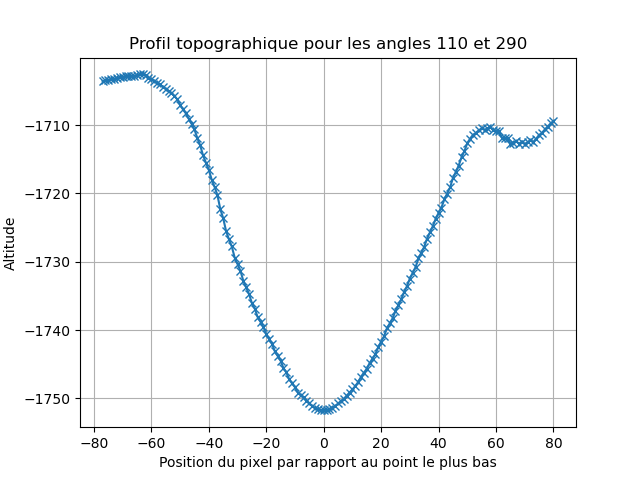 Profil topographique pour les angles 110 et 290
Altitude
−1710
−1720
−1730
−1740
−1750
−80 −60 −40 −20 0 20 40 60 80
Position du pixel par rapport au point le plus bas